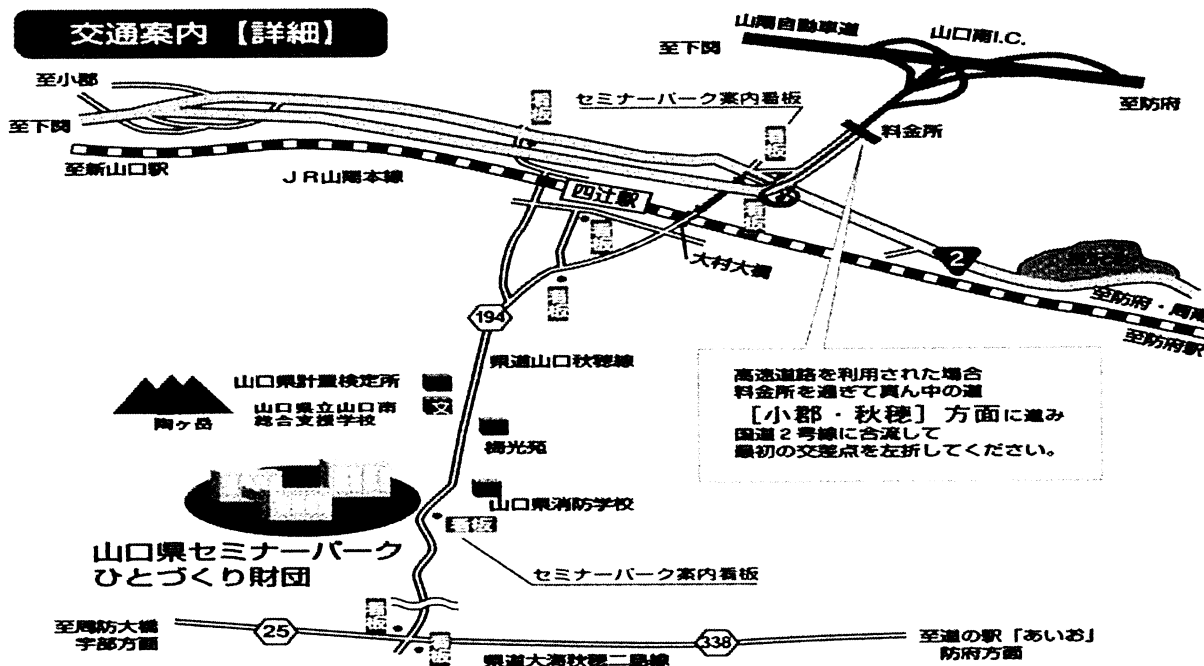 交通案内【詳細】
山陽自動車道
山口南I.C.
至下関
至防府
至小郡
セミナーパーク案内看板
看板
看板
至下関
料金所
至新山口駅
JR山陽本線
四辻駅
看板
看板
大村大橋
2
看板
至防府・周南
至防府駅
194
県道山口秋穂線
高速道路を利用された場合
料金所を過ぎて真ん中の道
[小郡・秋穂]方面に進み
国道2号線に合流して
最初の交差点を左折してください。
山口県計量検定所
陶ヶ岳
山口県立山口南
総合支援学校
文
梅光苑
山口県消防学校
看板
山口県セミナーパーク
ひとづくり財団
セミナーパーク案内看板
看板
至周防大橋
宇部方面
25
看板
県道大海秋穂二島線
338
至道の駅「あいお」
防府方面